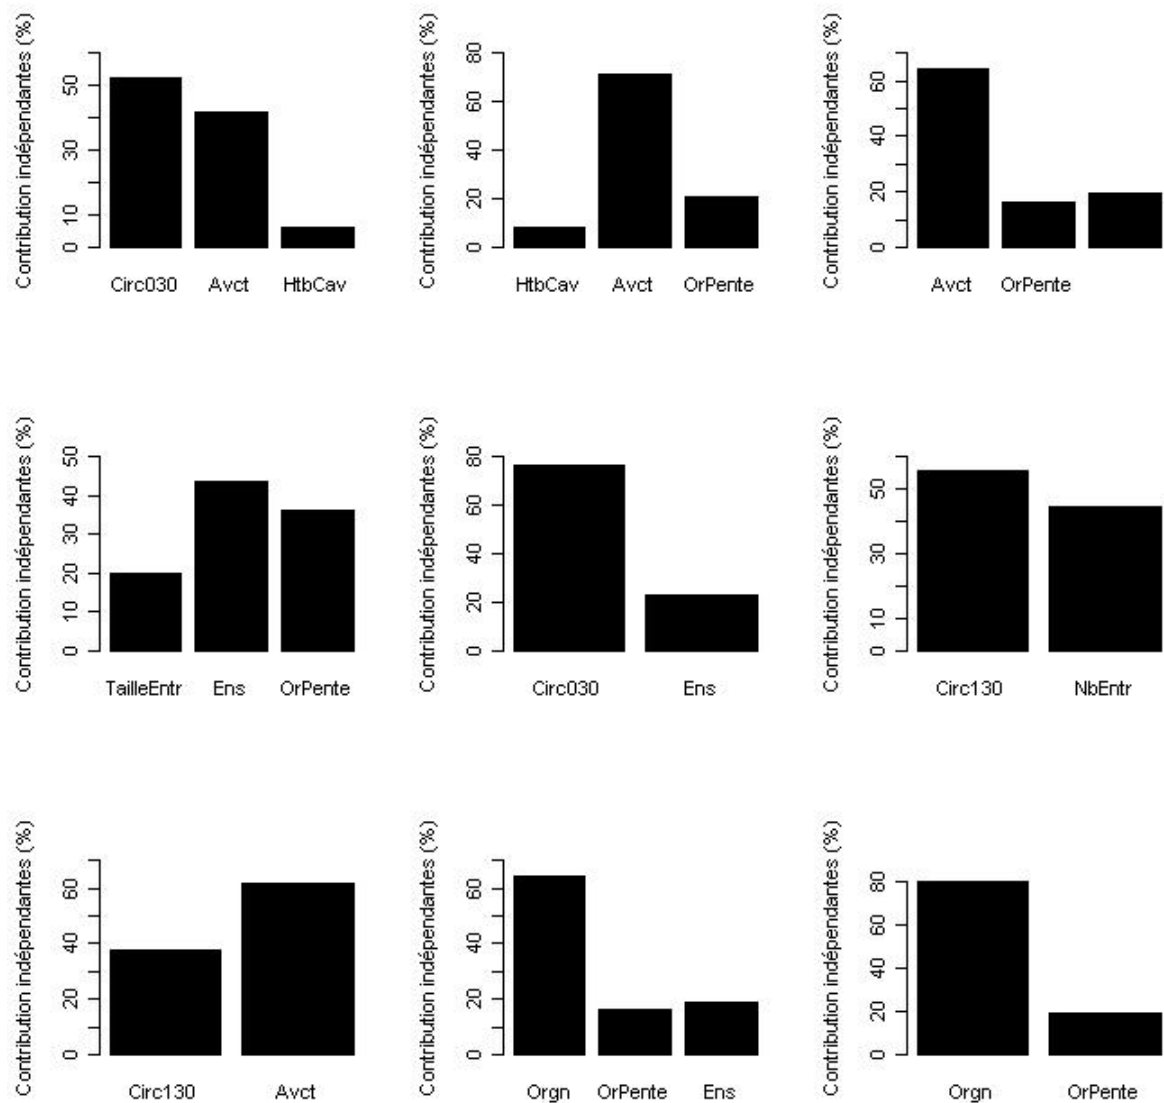 Contribution indépendantes (%)
0 10 30 50
Circ030 Avct HtbCav
Contribution indépendantes (%)
0 20 40 60 80
HtbCav Avct OrPente
Contribution indépendantes (%)
0 20 40 60
Avct OrPente
Contribution indépendantes (%)
0 10 20 30 40 50
TailleEntr Ens OrPente
Contribution indépendantes (%)
0 20 40 60 80
Circ030 Ens
Contribution indépendantes (%)
0 10 30 50
Circ130 NbEntr
Contribution indépendantes (%)
0 20 40 60
Circ130 Avct
Contribution indépendantes (%)
0 20 40 60
Orgn OrPente Ens
Contribution indépendantes (%)
0 20 40 60 80
Orgn OrPente